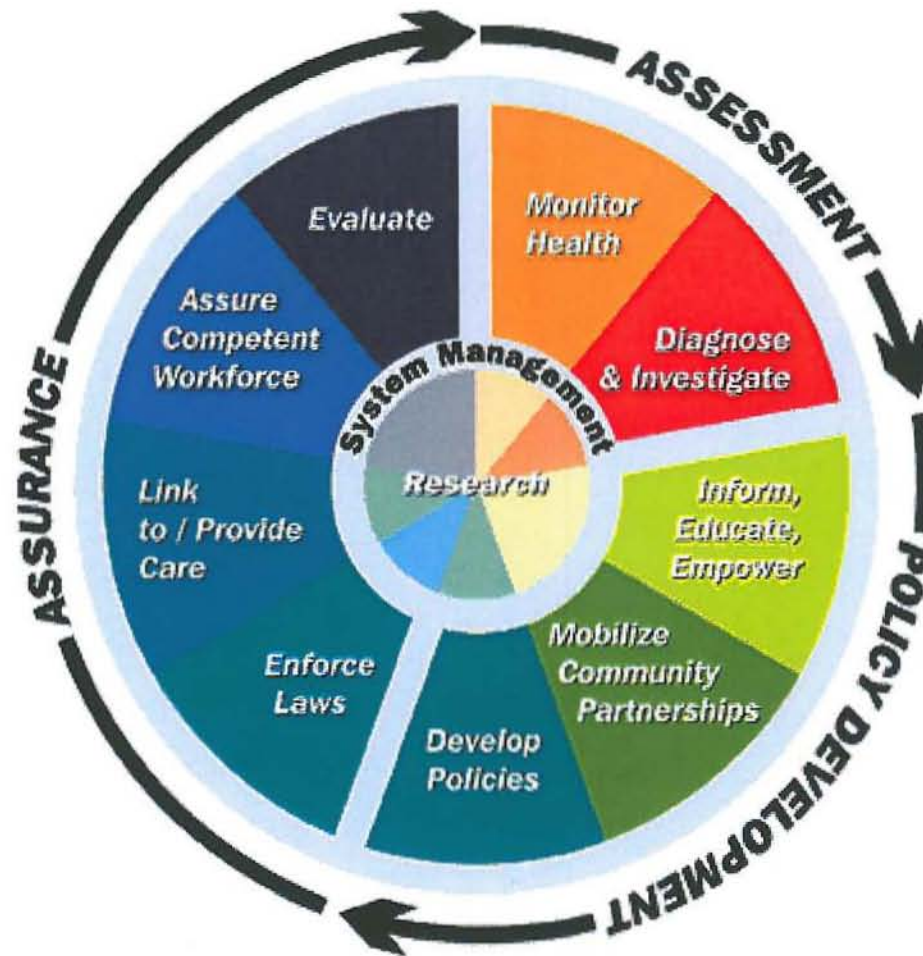 ASSESSMENT
Monitor
Health
Diagnose
& Investigate
POLICY DEVELOPMENT
Inform,
Educate,
Empower
Mobilize
Community
Partnerships
Develop
Policies
ASSURANCE
Enforce
Laws
Link
to / Provide
Care
Assure
Competent
Workforce
Evaluate
System Management
Research